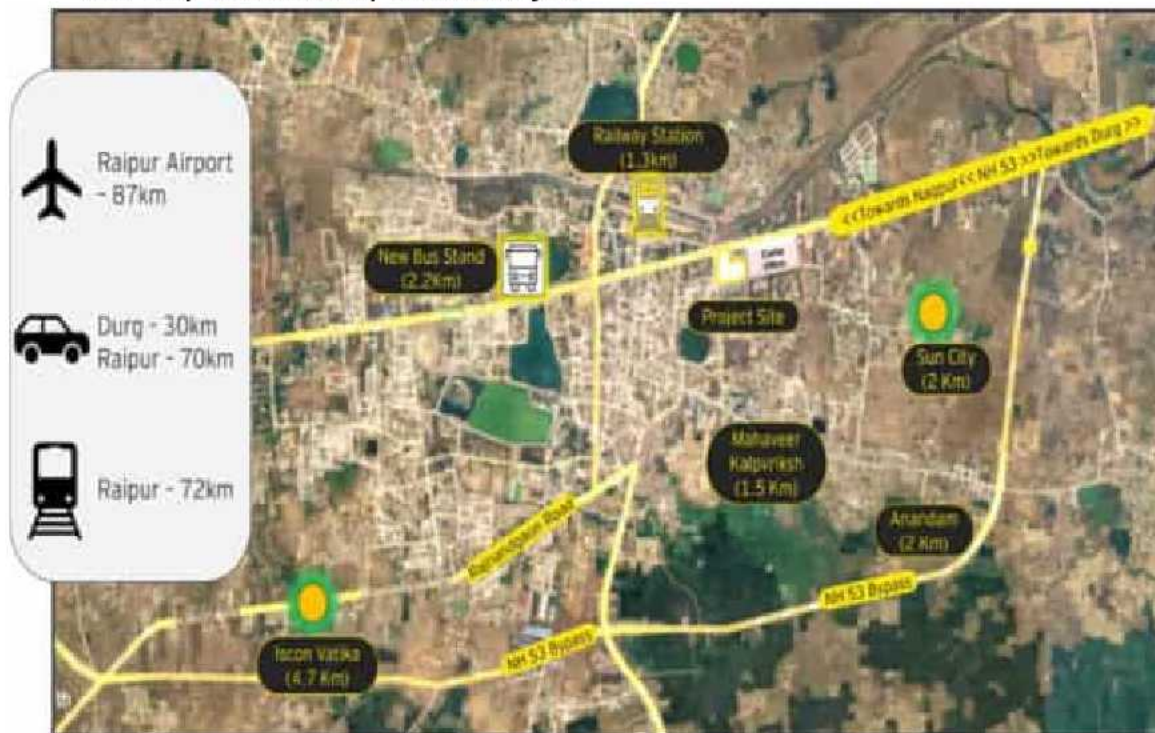 Raipur Airport
- 87km
Durg - 30km
Raipur - 70km
Raipur - 72km
Railway Station
(1.3km)
<<Towards Nagpur<< NH 53 >>Towards Durg >>
New Bus Stand
(2.2Km)
Project Site
Sun City
(2 Km)
Mahaveer
Kalpvriksh
(1.5 Km)
Anandam
(2 Km)
Road
NH 53 Bypass
NH 53 Bypass
Iscon Vatika
(4.7 Km)